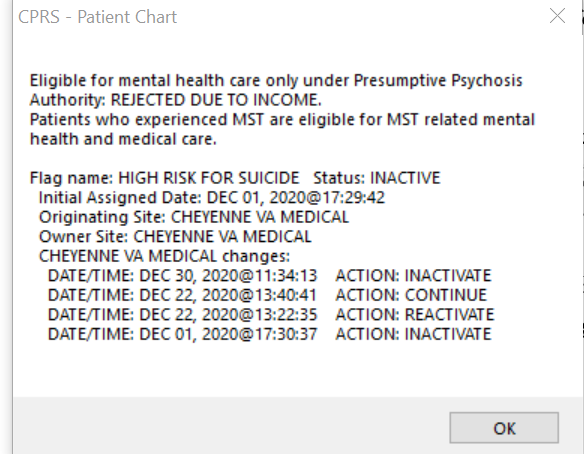 CPRS - Patient Chart
Eligible for mental health care only under Presumptive Psychosis
Authority: REJECTED DUE TO INCOME.
Patients who experienced MST are eligible for MST related mental
health and medical care.
Flag name: HIGH RISK FOR SUICIDE   Status: INACTIVE
Initial Assigned Date: DEC 01, 2020@17:29:42
Originating Site: CHEYENNE VA MEDICAL
Owner Site: CHEYENNE VA MEDICAL
CHEYENNE VA MEDICAL changes:
DATE/TIME: DEC 30, 2020@11:34:13   ACTION: INACTIVATE
DATE/TIME: DEC 22, 2020@13:40:41   ACTION: CONTINUE
DATE/TIME: DEC 22, 2020@13:22:35   ACTION: REACTIVATE
DATE/TIME: DEC 01, 2020@17:30:37   ACTION: INACTIVATE
OK